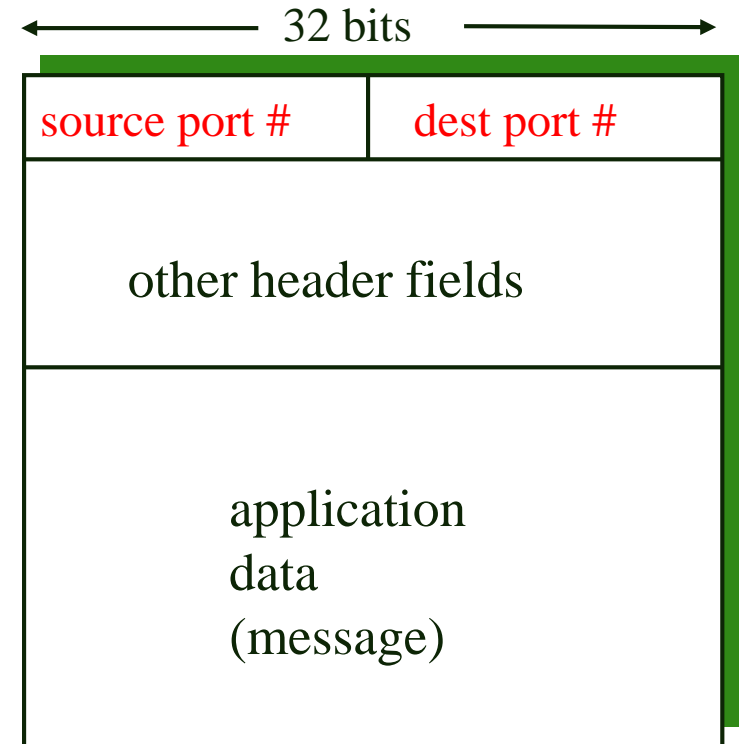 32 bits
source port # dest port #
other header fields
application
data
(message)